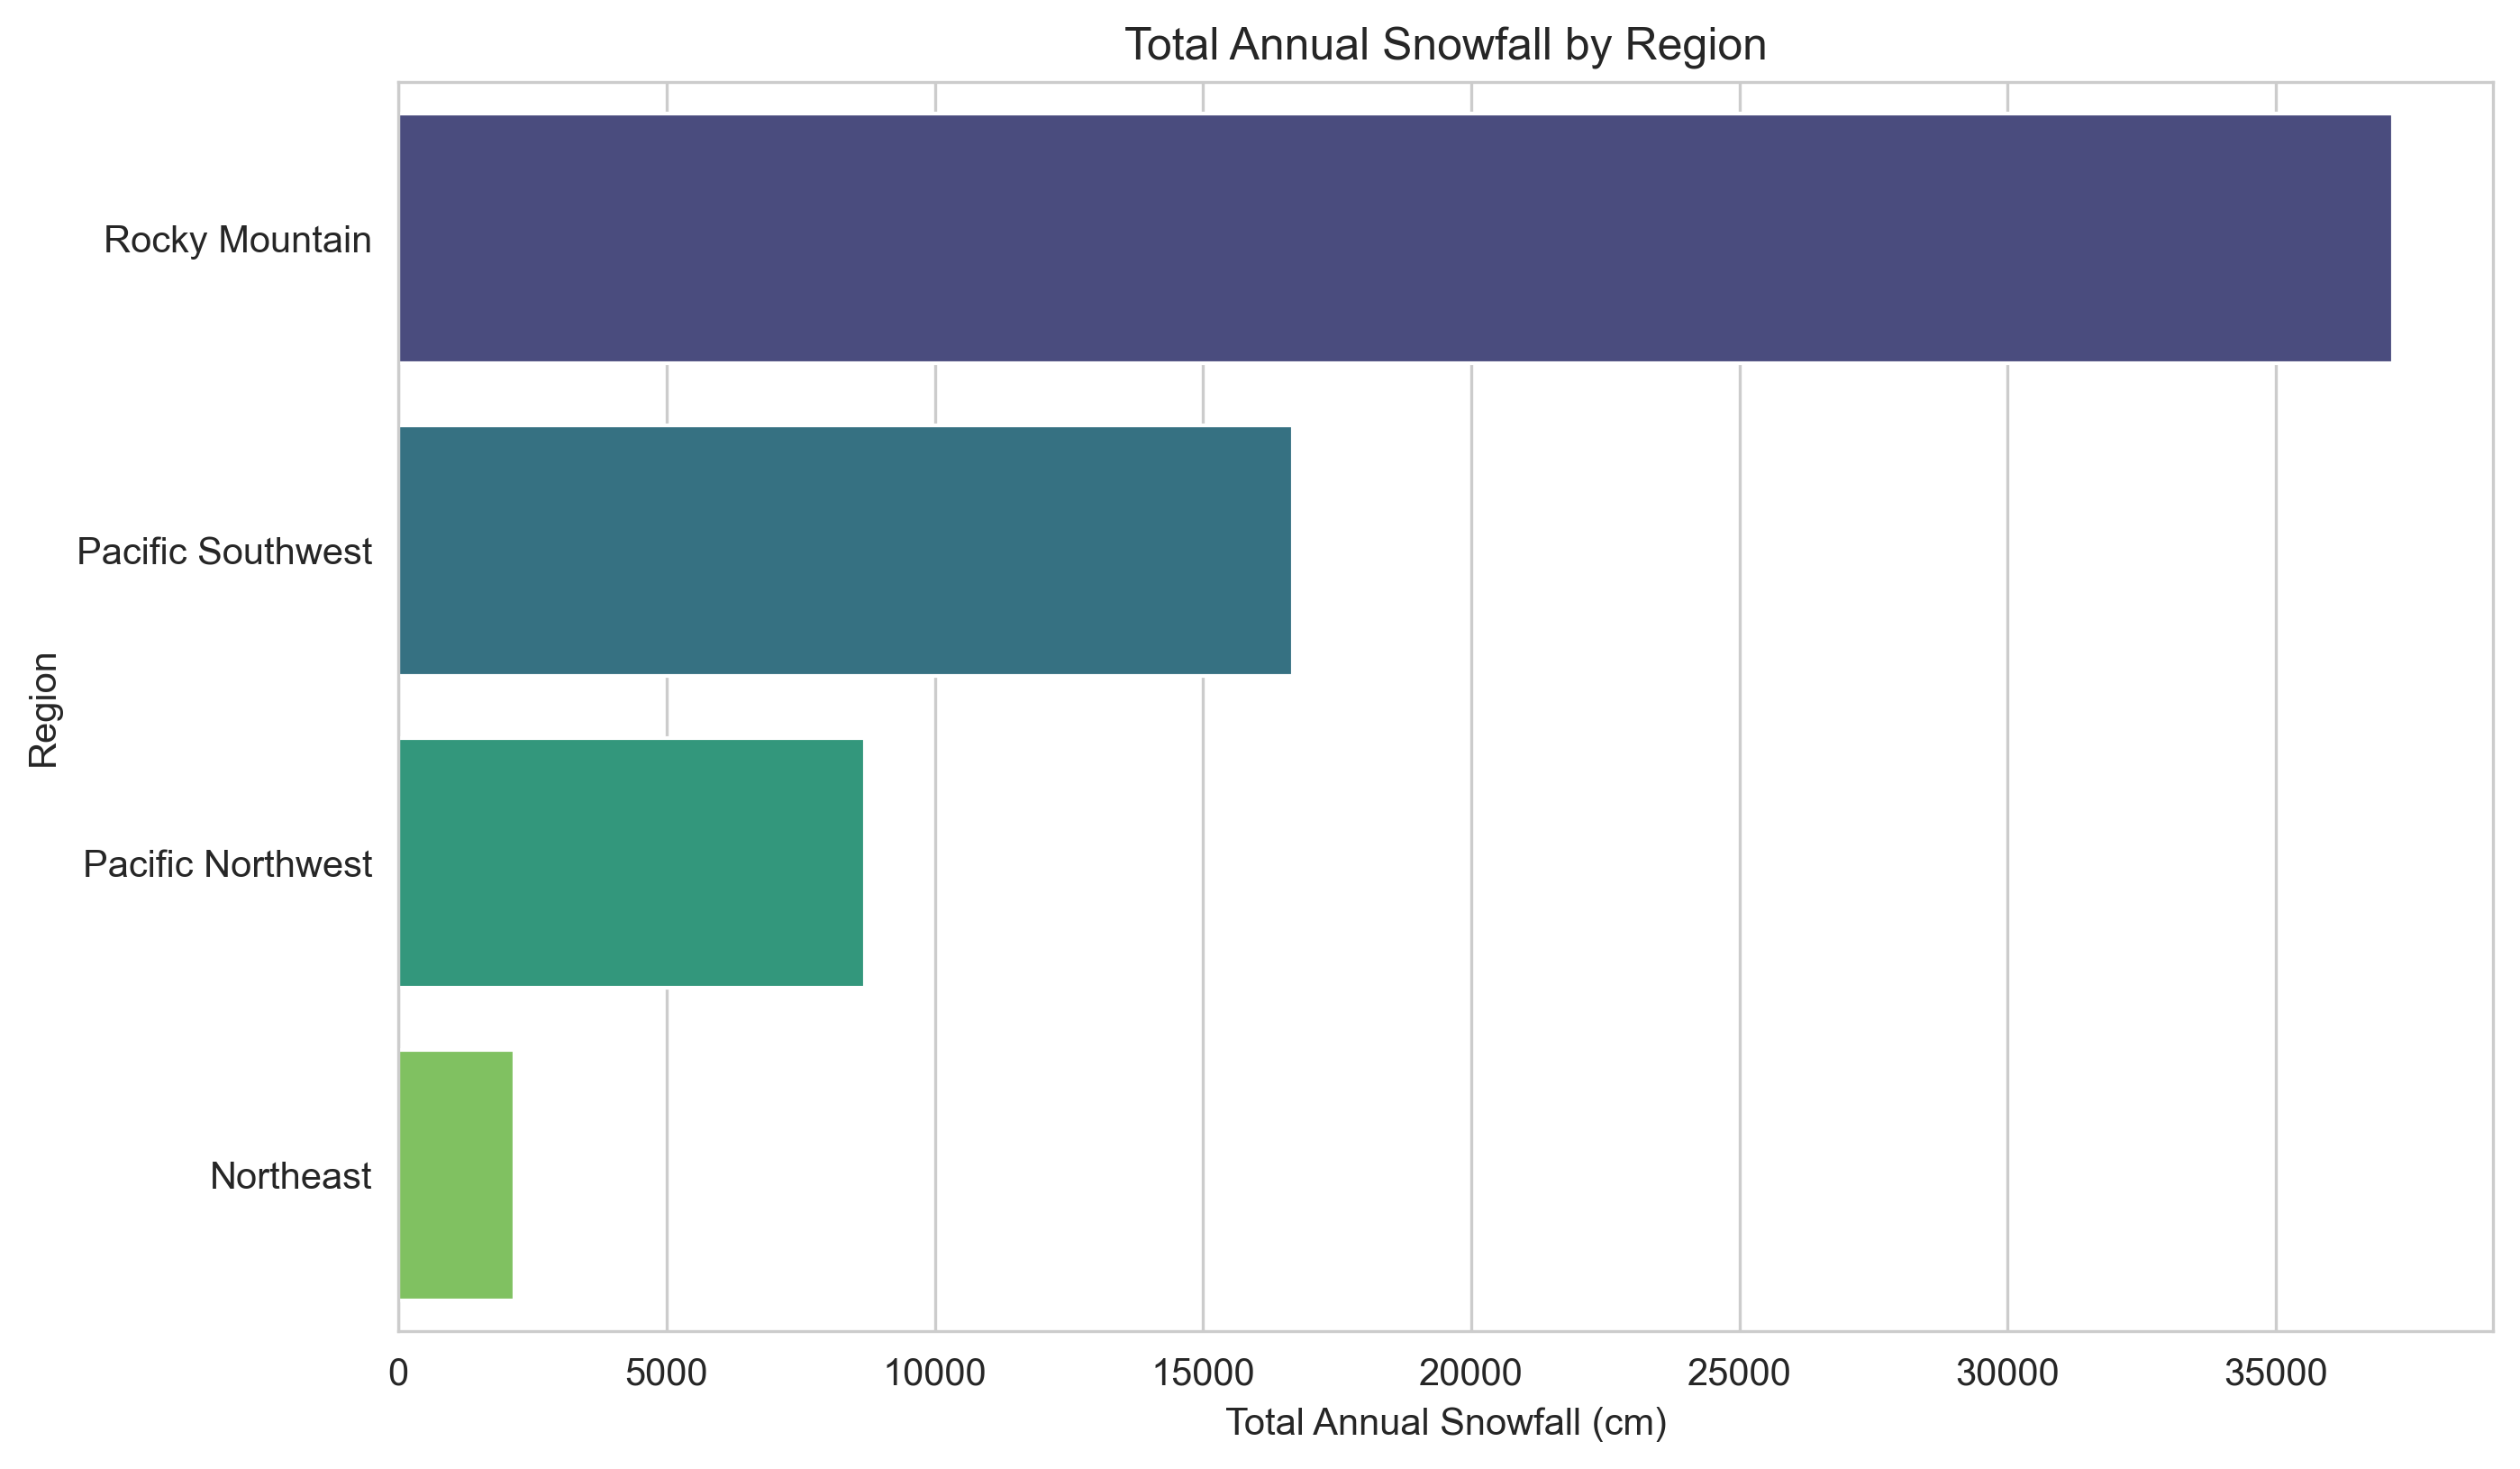 Total Annual Snowfall by Region
Rocky Mountain
Pacific Southwest
Region
Pacific Northwest
Northeast
0 5000 10000 15000 20000 25000 30000 35000
Total Annual Snowfall (cm)